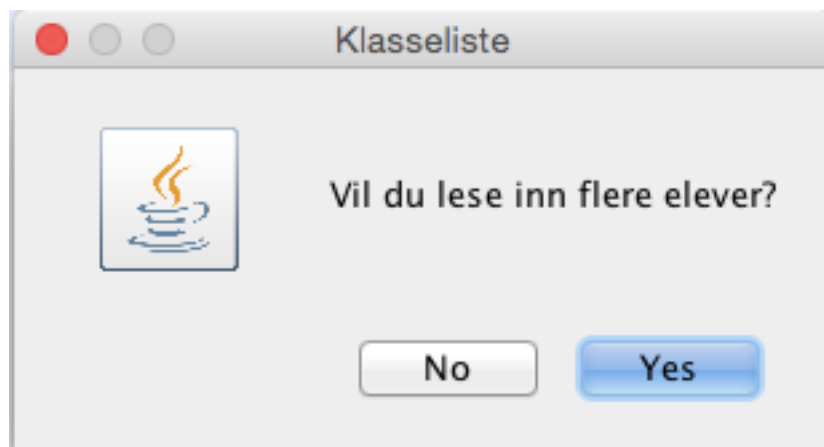 Klasseliste
Vil du lese inn flere elever?
No
Yes